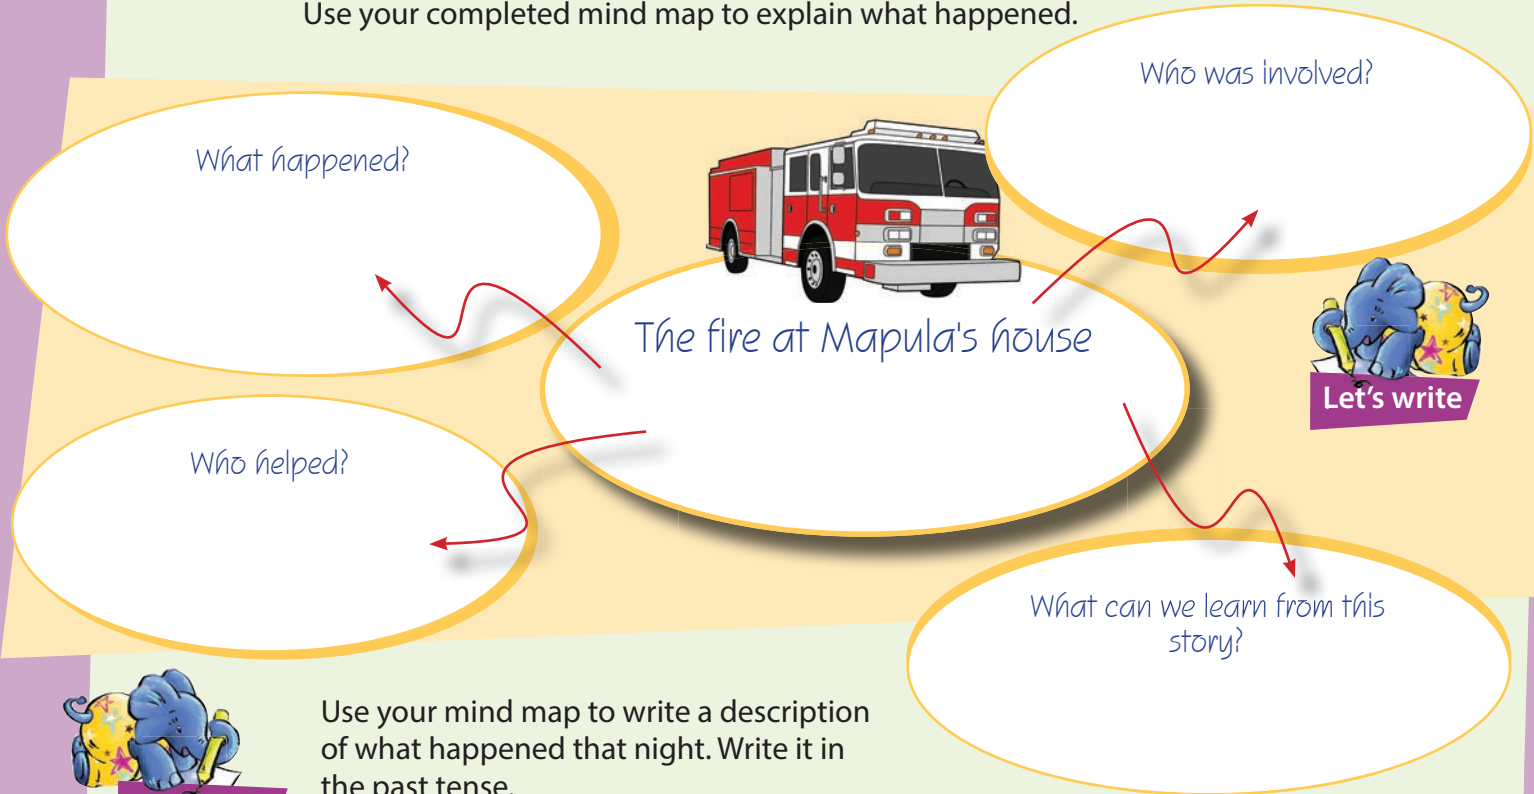 Use your completed mind map to explain what happened.
Who was involved?
What happened?
The fire at Mapula's house
Let's write
Who helped?
What can we learn from this
story?
Use your mind map to write a description
of what happened that night. Write it in
the past tense.